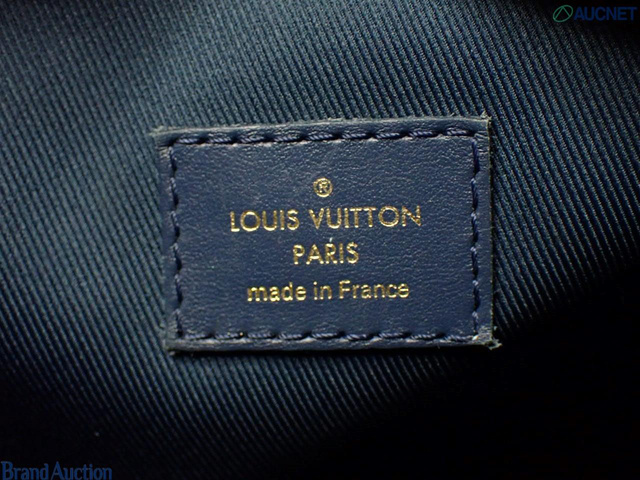 AUCNET
®
LOUIS VUITTON
PARIS
made in France
Brand Auction